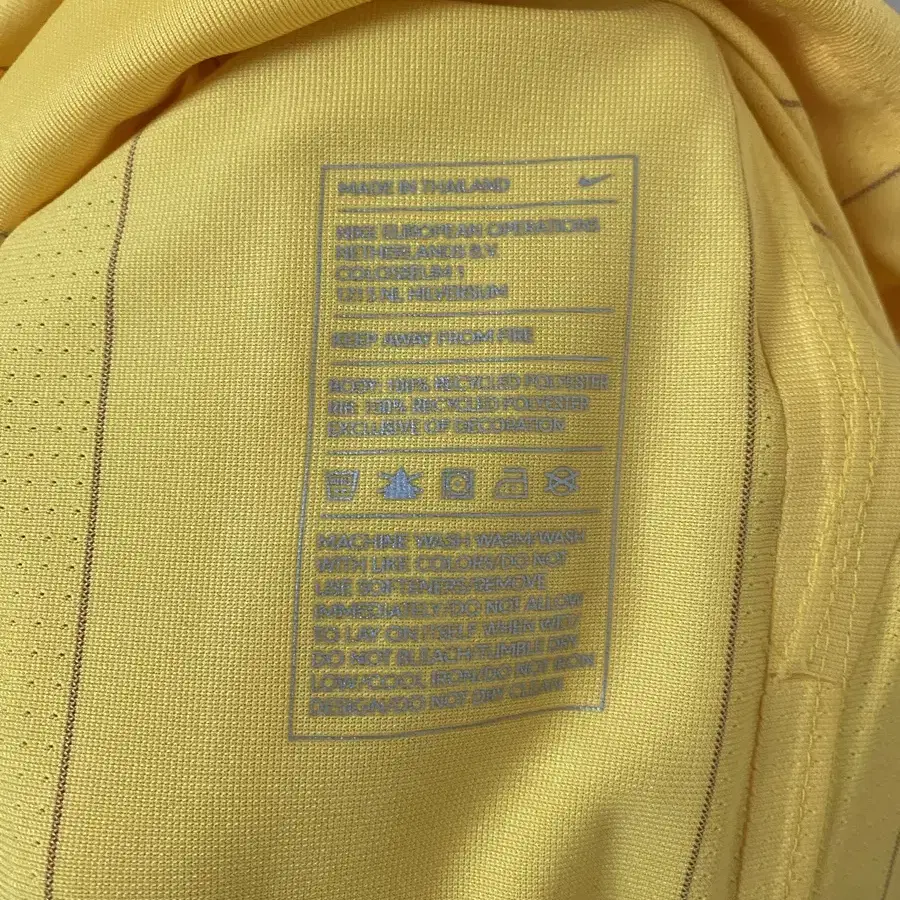 MADE IN THAILAND
NIKE EUROPEAN OPERATIONS
NETHERLANDS B.V.
COLOSSEUM 1
1213 NL HILVERSUM
KEEP AWAY FROM FIRE
BODY: 100% RECYCLED POLYESTER
RIB: 100% RECYCLED POLYESTER
EXCLUSIVE OF DECORATION
MACHINE WASH WARM/WASH
WITH LIKE COLORS/DO NOT
USE SOFTENERS/REMOVE
IMMEDIATELY/DO NOT ALLOW
TO LAY ON ITSELF WHEN WET/
DO NOT BLEACH/TUMBLE DRY
LOW/COOL IRON/DO NOT IRON
DESIGN/DO NOT DRY CLEAN